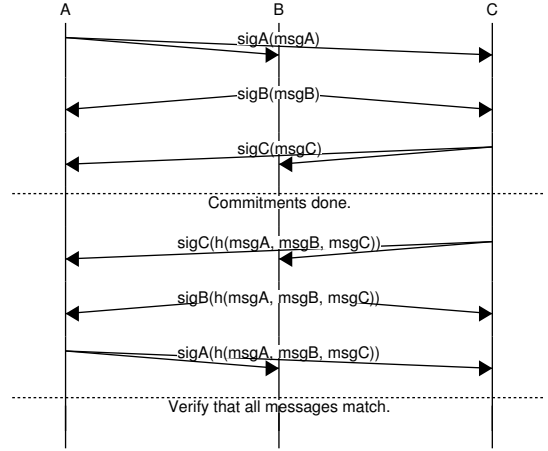 A B C
sigA(msgA)
sigB(msgB)
sigC(msgC)
Commitments done.
sigC(h(msgA, msgB, msgC))
sigB(h(msgA, msgB, msgC))
sigA(h(msgA, msgB, msgC))
Verify that all messages match.